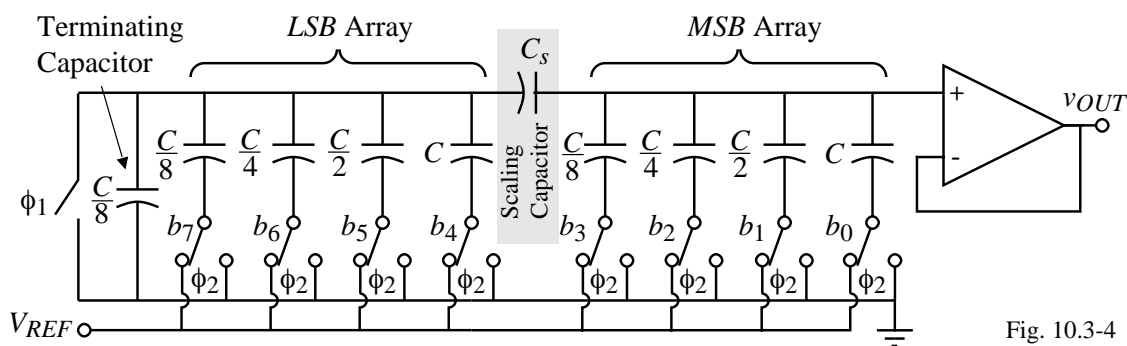 Terminating
Capacitor
LSB Array
C_s
MSB Array
v_OUT
+
-
ϕ1
C/8
C/8
C/4
C/2
C
Scaling
Capacitor
C/8
C/4
C/2
C
b7
b6
b5
b4
b3
b2
b1
b0
ϕ2
ϕ2
ϕ2
ϕ2
ϕ2
ϕ2
ϕ2
ϕ2
V_REF
Fig. 10.3-4